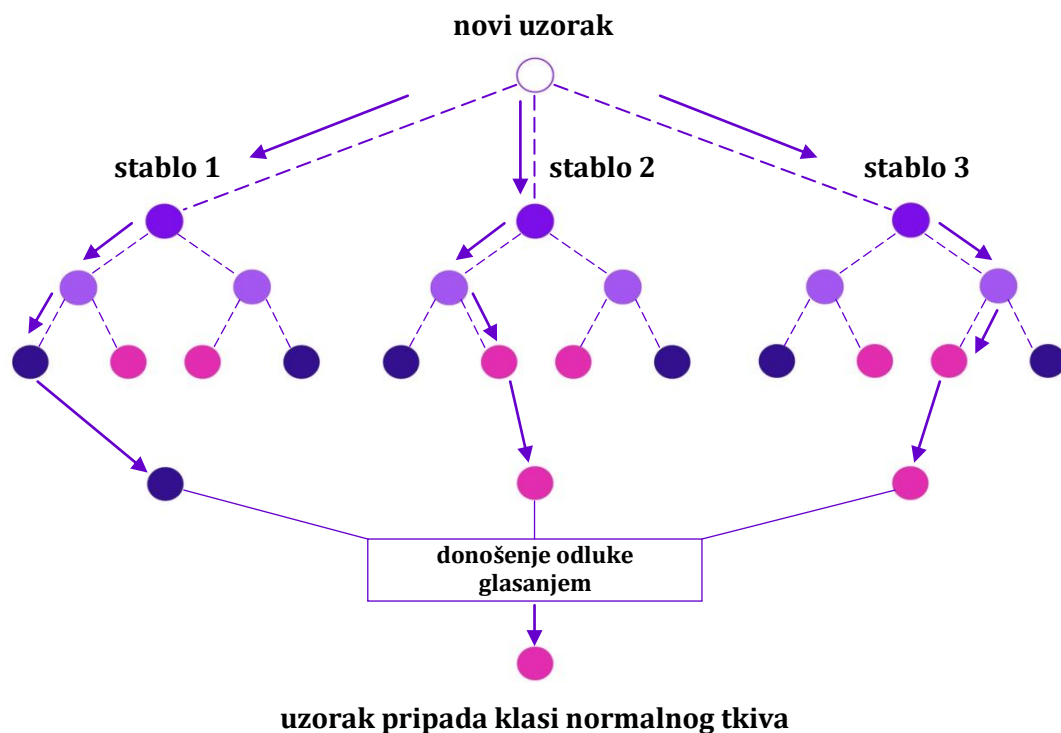 novi uzorak
stablo 1
stablo 2
stablo 3
donošenje odluke
glasanjem
uzorak pripada klasi normalnog tkiva